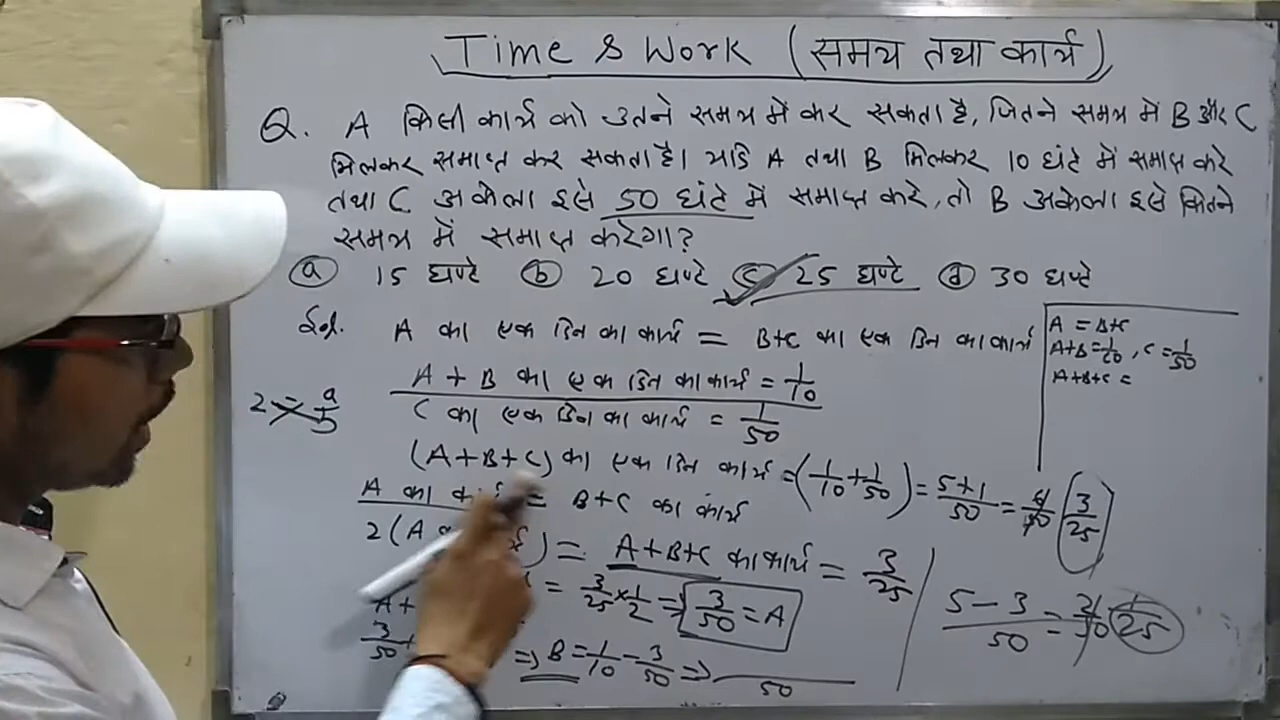 Time & Work (समय तथा कार्य)
Q. A किसी कार्य को उतने समय में कर सकता है, जितने समय में B और C
मिलकर समाप्त कर सकता है। यदि A तथा B मिलकर 10 घंटे में समाप्त करे
तथा C अकेला इसे 50 घंटे में समाप्त करे, तो B अकेला इसे कितने
समय में समाप्त करेगा?
(a) 15 घण्टे (b) 20 घण्टे (c) 25 घण्टे (d) 30 घण्टे
Sol. A का एक दिन का कार्य = B+C का एक दिन का कार्य
A = B+C
A+B = 1/10, C = 1/50
A+B+C =
A + B का एक दिन का कार्य = 1/10
C का एक दिन का कार्य = 1/50
(A+B+C) का एक दिन कार्य = (1/10 + 1/50) = 5+1/50 = 6/50 3/25
A का = B+C का कार्य
2(A = A+B+C का कार्य = 3/25
= 3/25 × 1/2 => 3/50 = A
A+
3/50 +
=> B = 1/10 - 3/50 => /50
5-3/50 = 2/50 1/25